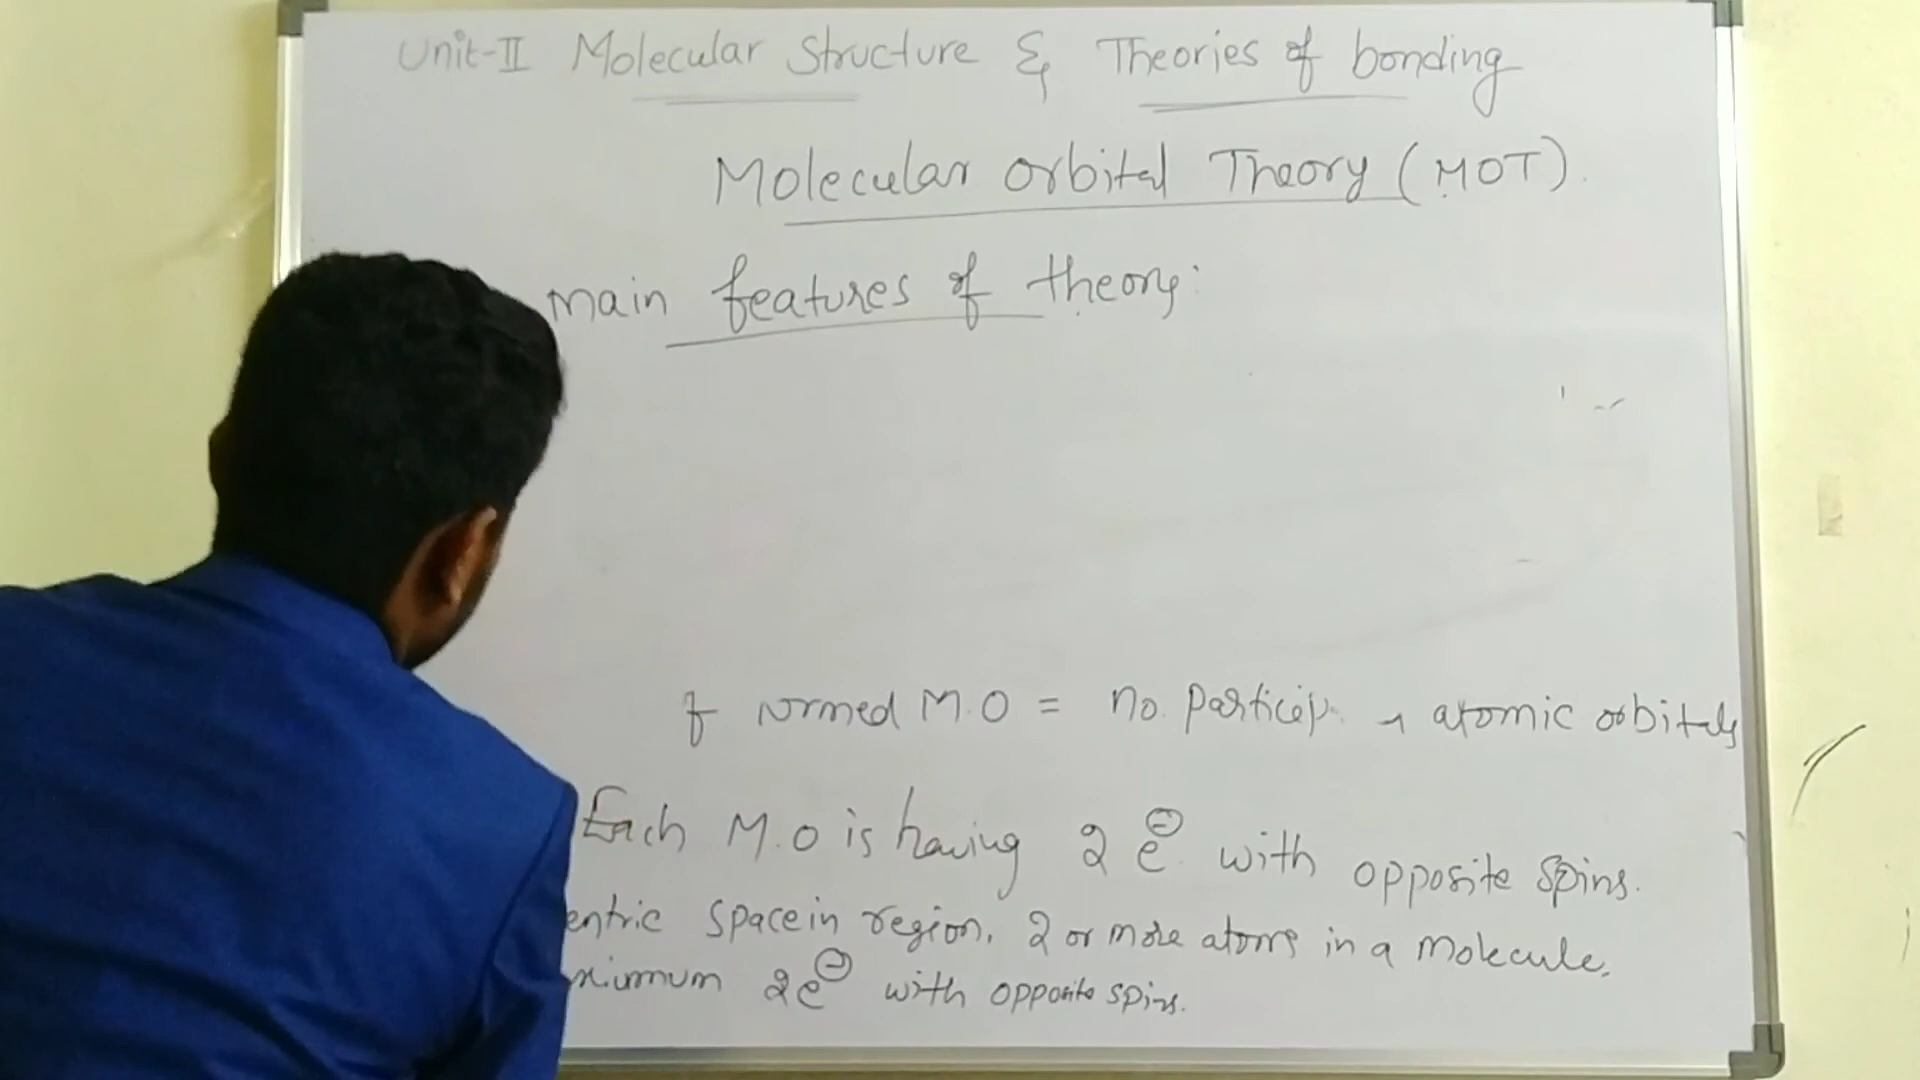 Unit-II Molecular Structure & Theories of bonding
Molecular orbital Theory (MOT).
main features of theory:
f ormed M.O = no. particip atomic orbitals
Each M.O is having 2 e⊖ with opposite spins.
entric space in region, 2 or more atoms in a molecule.
ximum 2e⊖ with opposite spins.